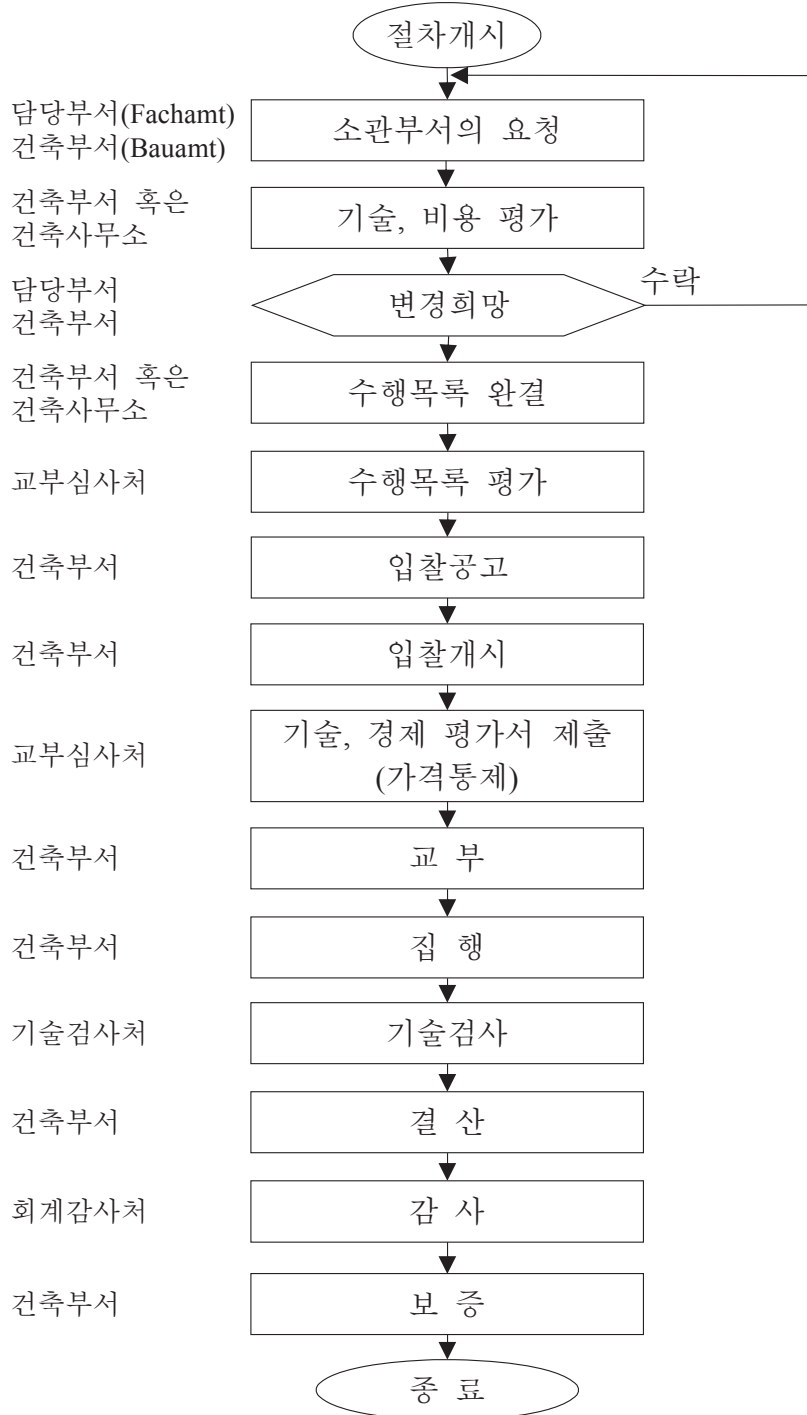 절차개시
담당부서(Fachamt)
건축부서(Bauamt)
소관부서의 요청
건축부서 혹은
건축사무소
기술, 비용 평가
담당부서
건축부서
변경희망
수락
건축부서 혹은
건축사무소
수행목록 완결
교부심사처
수행목록 평가
건축부서
입찰공고
건축부서
입찰개시
교부심사처
기술, 경제 평가서 제출
(가격통제)
건축부서
교 부
건축부서
집 행
기술검사처
기술검사
건축부서
결 산
회계감사처
감 사
건축부서
보 증
종 료